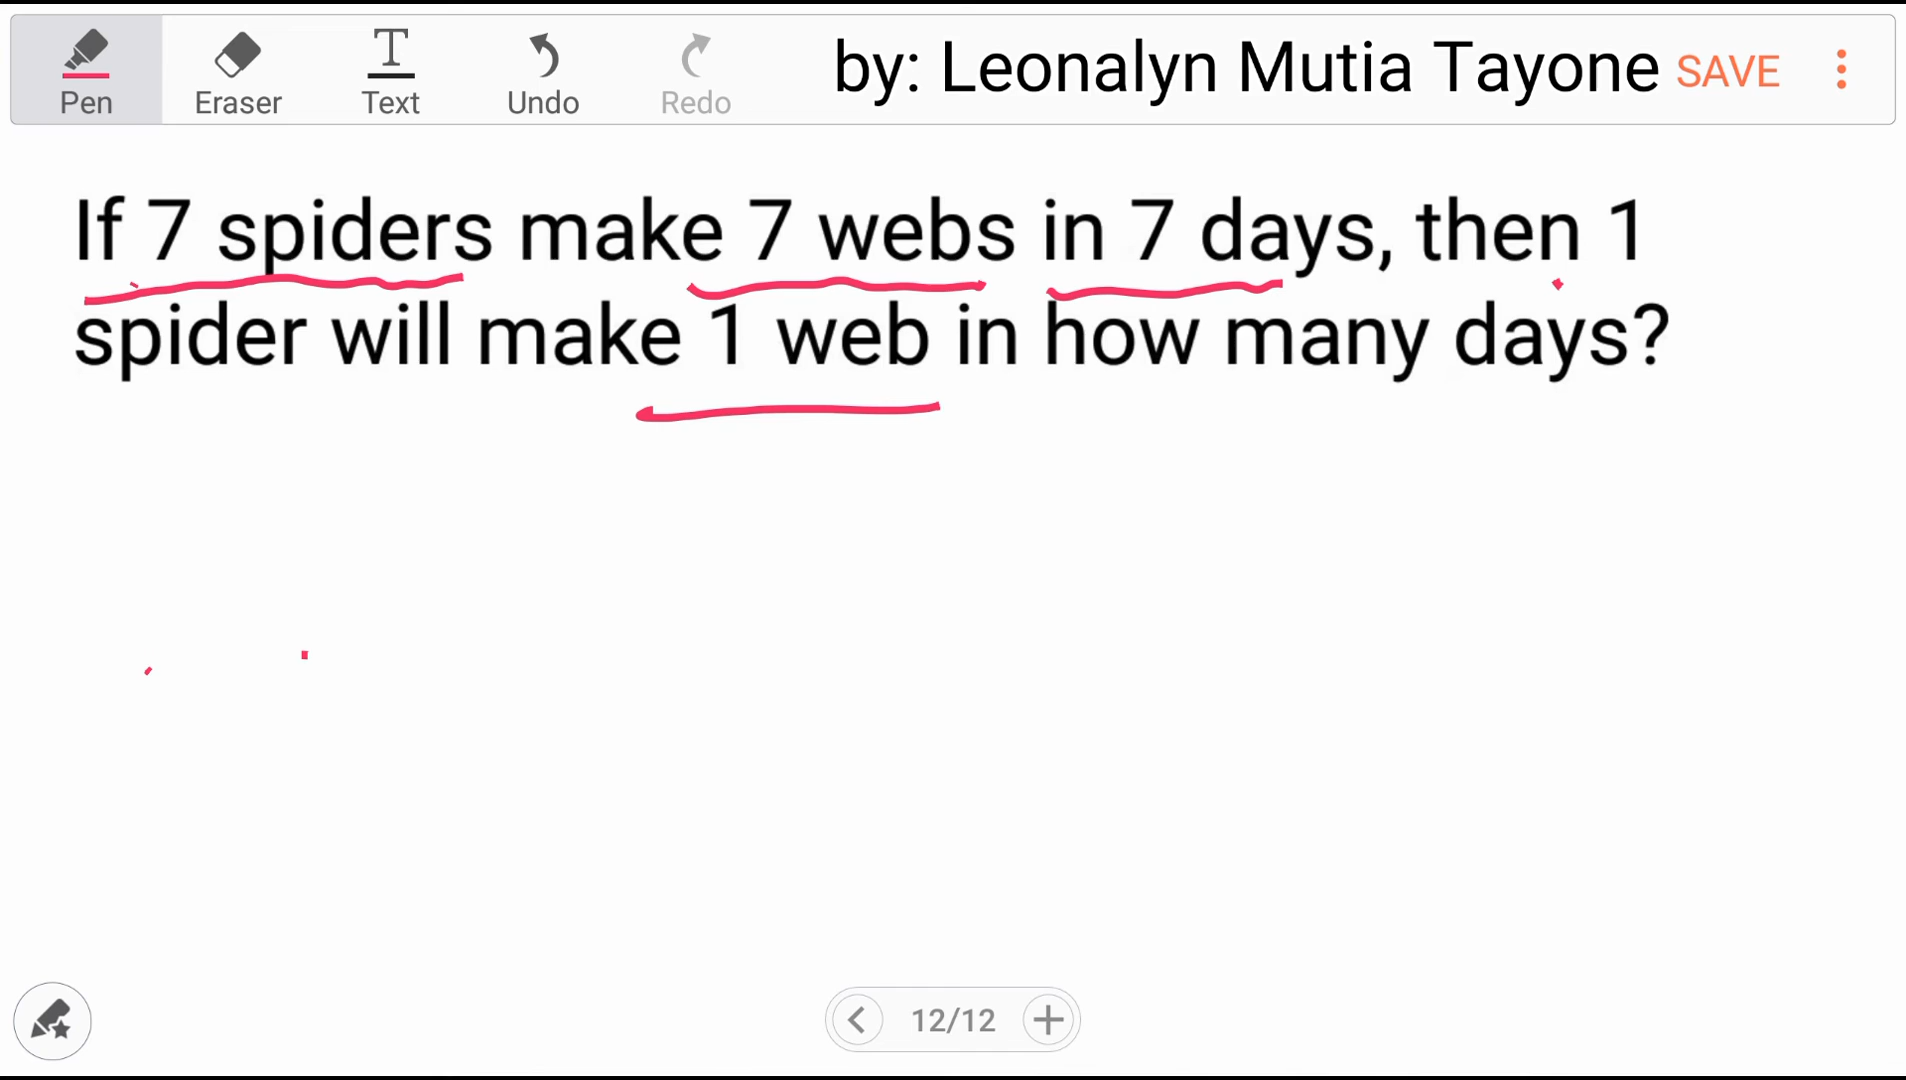 Pen Eraser Text Undo Redo by: Leonalyn Mutia Tayone SAVE
If 7 spiders make 7 webs in 7 days, then 1
spider will make 1 web in how many days?
12/12